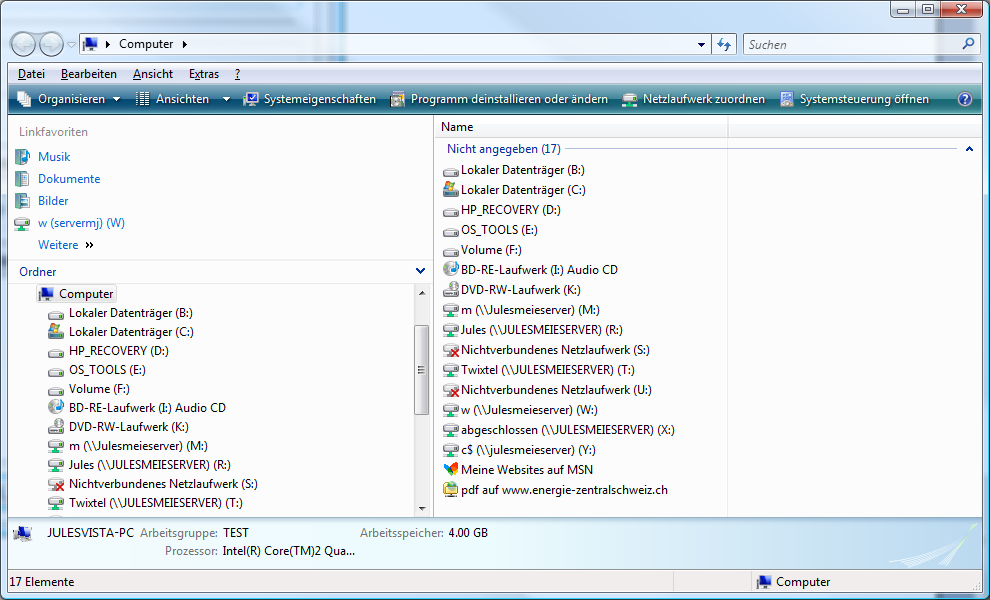 Computer
Suchen
Datei Bearbeiten Ansicht Extras ?
Organisieren Ansichten Systemeigenschaften Programm deinstallieren oder ändern Netzlaufwerk zuordnen Systemsteuerung öffnen ?
Linkfavoriten
Musik
Dokumente
Bilder
w (servermj) (W)
Weitere »
Ordner
Computer
Lokaler Datenträger (B:)
Lokaler Datenträger (C:)
HP_RECOVERY (D:)
OS_TOOLS (E:)
Volume (F:)
BD-RE-Laufwerk (I:) Audio CD
DVD-RW-Laufwerk (K:)
m (\\Julesmeieserver) (M:)
Jules (\\JULESMEIESERVER) (R:)
Nichtverbundenes Netzlaufwerk (S:)
Twixtel (\\JULESMEIESERVER) (T:)
Name
Nicht angegeben (17)
Lokaler Datenträger (B:)
Lokaler Datenträger (C:)
HP_RECOVERY (D:)
OS_TOOLS (E:)
Volume (F:)
BD-RE-Laufwerk (I:) Audio CD
DVD-RW-Laufwerk (K:)
m (\\Julesmeieserver) (M:)
Jules (\\JULESMEIESERVER) (R:)
Nichtverbundenes Netzlaufwerk (S:)
Twixtel (\\JULESMEIESERVER) (T:)
Nichtverbundenes Netzlaufwerk (U:)
w (\\Julesmeieserver) (W:)
abgeschlossen (\\JULESMEIESERVER) (X:)
c$ (\\julesmeieserver) (Y:)
Meine Websites auf MSN
pdf auf www.energie-zentralschweiz.ch
JULESVISTA-PC Arbeitsgruppe: TEST Arbeitsspeicher: 4.00 GB
Prozessor: Intel(R) Core(TM)2 Qua...
17 Elemente Computer